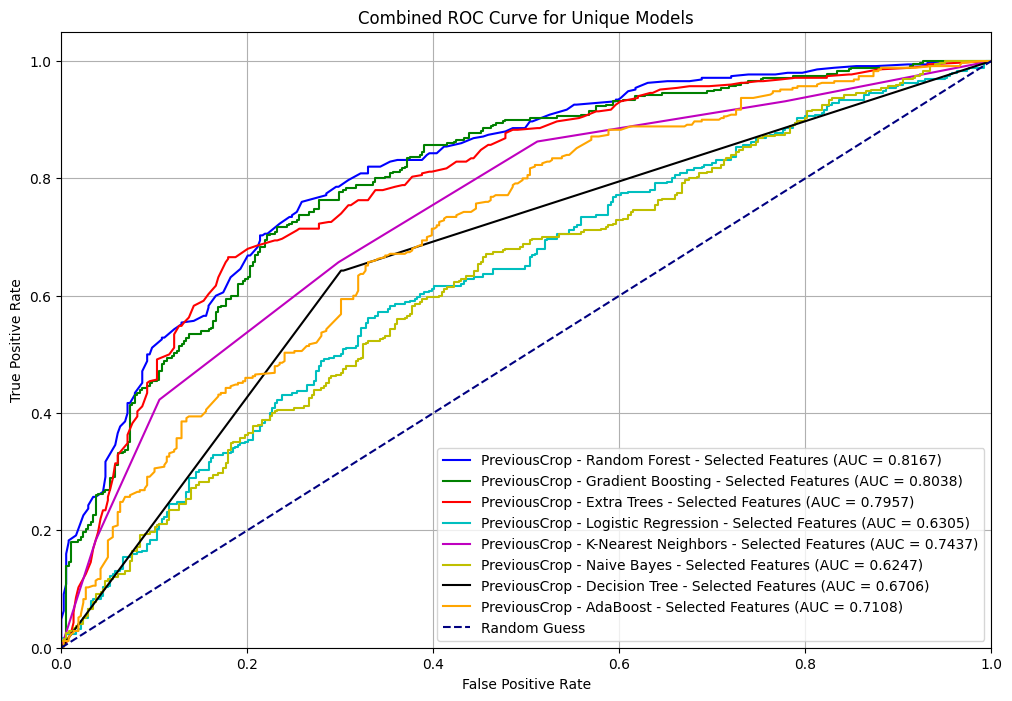 Combined ROC Curve for Unique Models
True Positive Rate
1.0
0.8
0.6
0.4
0.2
0.0
PreviousCrop - Random Forest - Selected Features (AUC = 0.8167)
PreviousCrop - Gradient Boosting - Selected Features (AUC = 0.8038)
PreviousCrop - Extra Trees - Selected Features (AUC = 0.7957)
PreviousCrop - Logistic Regression - Selected Features (AUC = 0.6305)
PreviousCrop - K-Nearest Neighbors - Selected Features (AUC = 0.7437)
PreviousCrop - Naive Bayes - Selected Features (AUC = 0.6247)
PreviousCrop - Decision Tree - Selected Features (AUC = 0.6706)
PreviousCrop - AdaBoost - Selected Features (AUC = 0.7108)
Random Guess
0.0 0.2 0.4 0.6 0.8 1.0
False Positive Rate